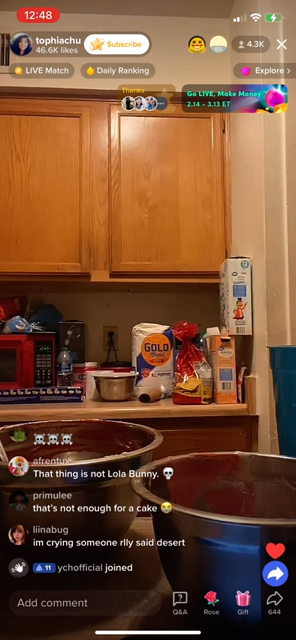 12:48
tophiachu
46.6K likes
Subscribe
4.3K
LIVE Match
Daily Ranking
Explore >
Thanks
Go LIVE, Make Money
2.14 - 3.13 ET
GOLD
Medal
afrentux
That thing is not Lola Bunny. 💀
primulee
that's not enough for a cake 😭
liinabug
im crying someone rlly said desert
11 ychofficial joined
Add comment
Q&A
Rose
Gift
644